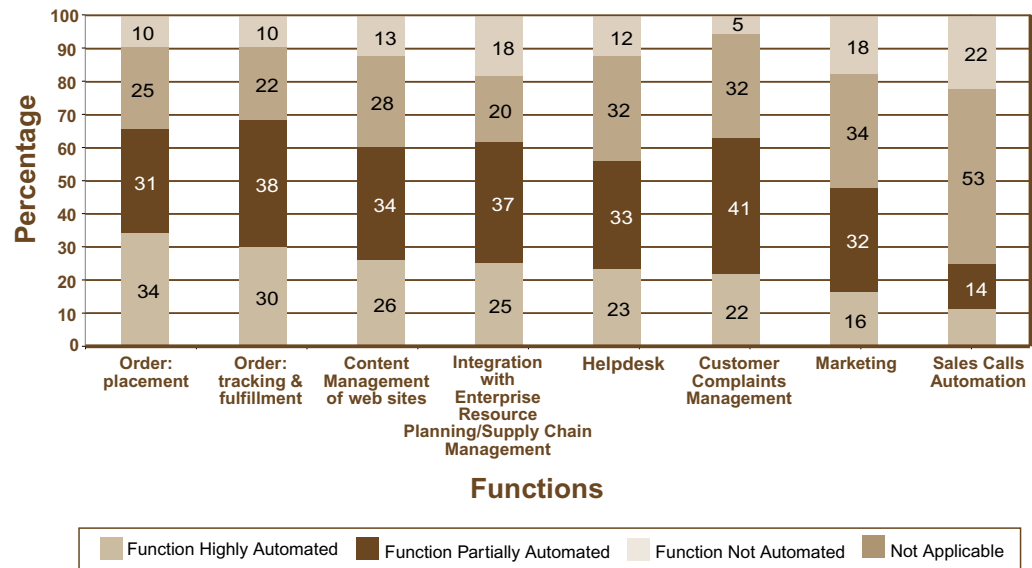 Percentage
100
90
80
70
60
50
40
30
20
10
0
10 10 13 18 12 5 18 22
25 22 28 20 32 32 34 53
31 38 34 37 33 41 32 14
34 30 26 25 23 22 16
Order:
placement
Order:
tracking &
fulfillment
Content
Management
of web sites
Integration
with
Enterprise
Resource
Planning/Supply Chain
Management
Helpdesk
Customer
Complaints
Management
Marketing
Sales Calls
Automation
Functions
Function Highly Automated Function Partially Automated Function Not Automated Not Applicable